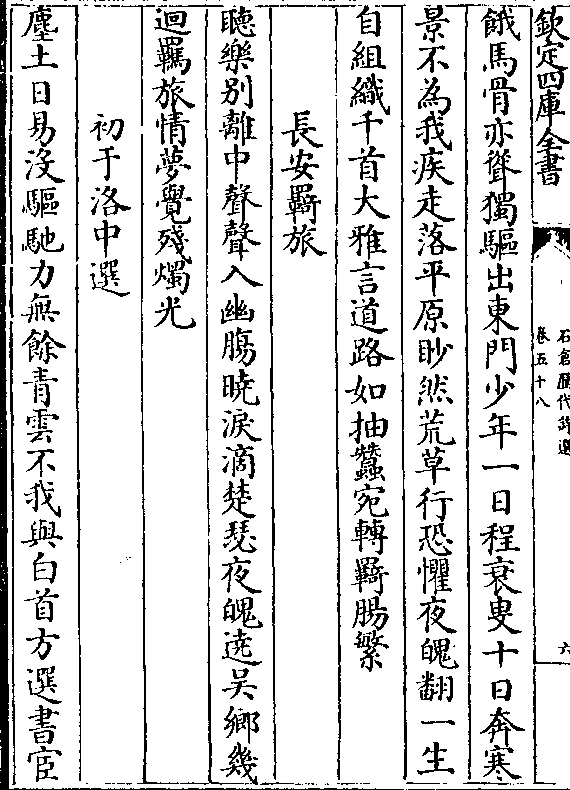 欽定四庫全書
石倉歷代詩選
卷五十八
六
餓馬骨亦聳獨驅出東門少年一日程衰叟十日奔寒
景不為我疾走落平原眇然荒草行恐懼夜魄翻一生
自組織千首大雅言道路如抽蠶宛轉羇腸繁
長安羇旅
聽樂別離中聲聲入幽腸曉淚滴楚瑟夜魄遶吳鄉幾
迴羈旅情夢覺殘燭光
初于洛中選
塵土日易沒驅馳力無餘青雲不我與白首方選書宦